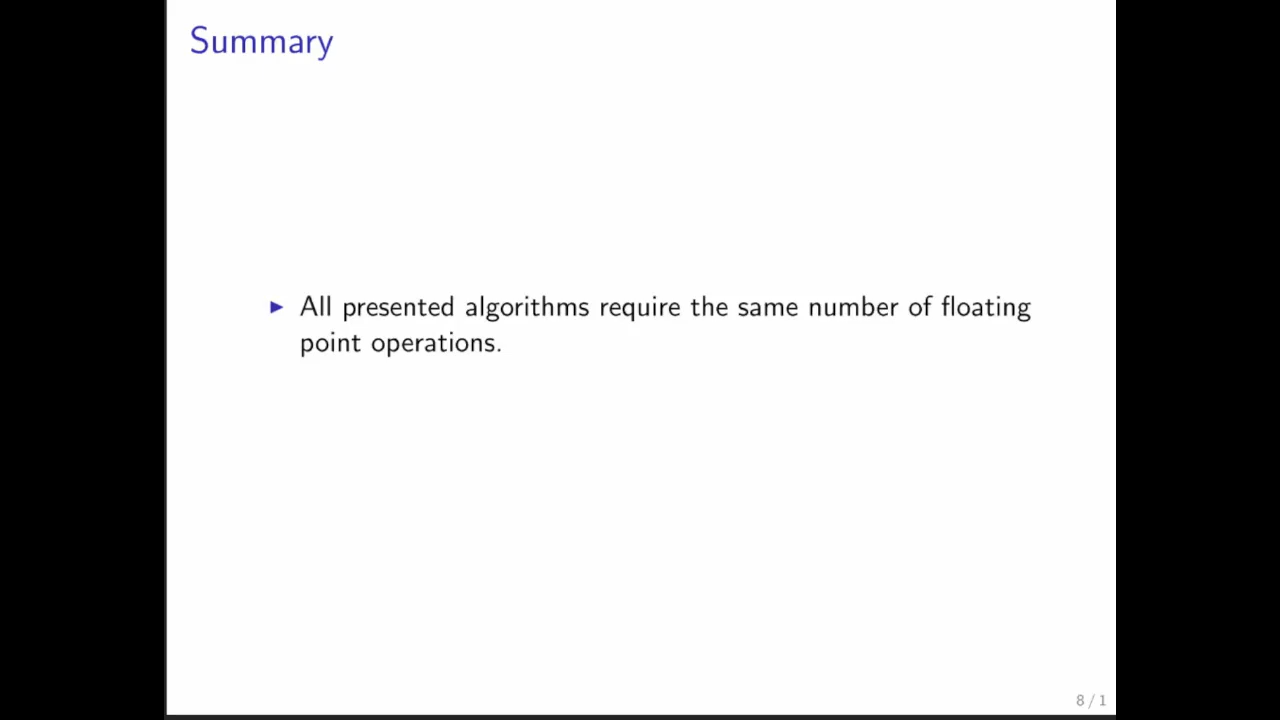 Summary
▶ All presented algorithms require the same number of floating
point operations.
8 / 1